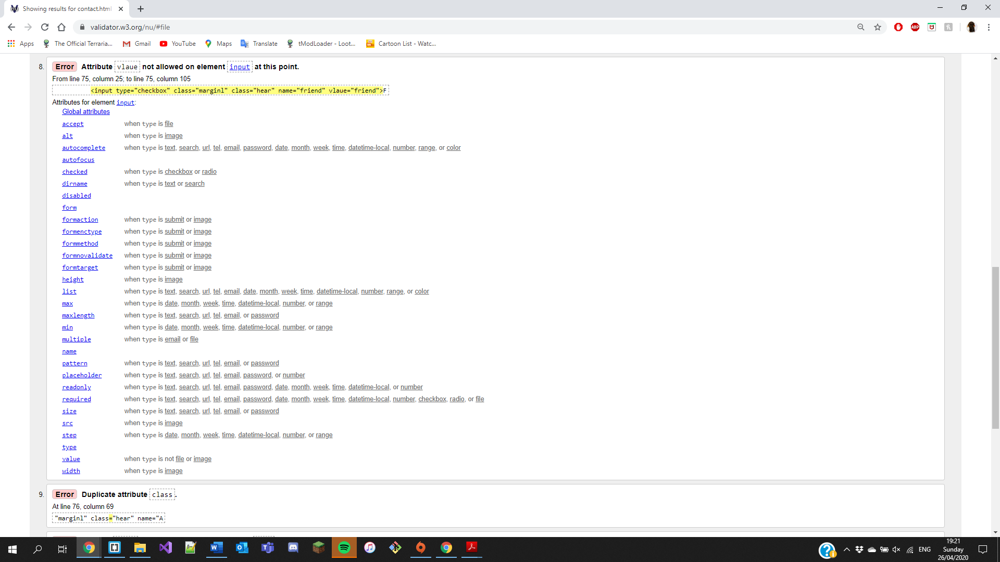 Showing results for contact.html
validator.w3.org/nu/#file
Apps
The Official Terraria...
Gmail
YouTube
Maps
Translate
tModLoader - Loot...
Cartoon List - Watc...
8. Error Attribute vlaue not allowed on element input at this point.
From line 75, column 25; to line 75, column 105
<input type="checkbox" class="marginl" class="hear" name="friend" vlaue="friend">F
Attributes for element input:
Global attributes
accept when type is file
alt when type is image
autocomplete when type is text, search, url, tel, email, password, date, month, week, time, datetime-local, number, range, or color
autofocus
checked when type is checkbox or radio
dirname when type is text or search
disabled
form
formaction when type is submit or image
formenctype when type is submit or image
formmethod when type is submit or image
formnovalidate when type is submit or image
formtarget when type is submit or image
height when type is image
list when type is text, search, url, tel, email, date, month, week, time, datetime-local, number, range, or color
max when type is date, month, week, time, datetime-local, number, or range
maxlength when type is text, search, url, tel, email, or password
min when type is date, month, week, time, datetime-local, number, or range
multiple when type is email or file
name
pattern when type is text, search, url, tel, email, or password
placeholder when type is text, search, url, tel, email, password, or number
readonly when type is text, search, url, tel, email, password, date, month, week, time, datetime-local, or number
required when type is text, search, url, tel, email, password, date, month, week, time, datetime-local, number, checkbox, radio, or file
size when type is text, search, url, tel, email, or password
src when type is image
step when type is date, month, week, time, datetime-local, number, or range
type
value when type is not file or image
width when type is image
9. Error Duplicate attribute class.
At line 76, column 69
"marginl" class="hear" name="A
ENG
19:21
Sunday
26/04/2020